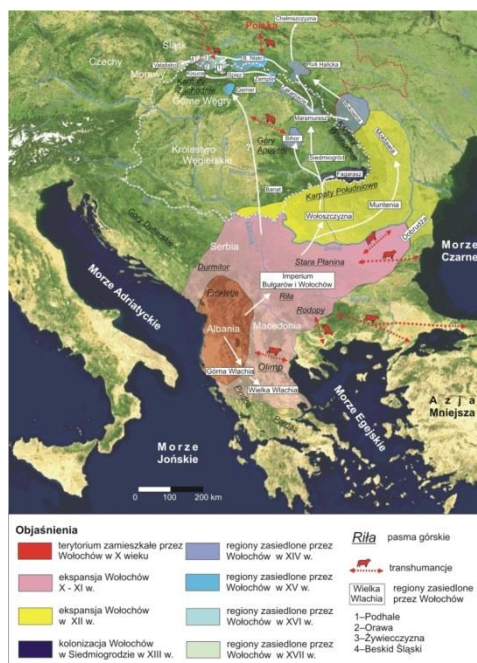 Chełmszczyzna
Polska
Śląsk
Czechy
Ruś Halicka
Morawy
Spisz
Zemplin
Górne Węgry
Gemer
Marmurosz
Królestwo
Węgierskie
Góry
Apuseni
Bihor
Siedmiogród
Mołdawia
Fogarasz
Banat
Karpaty Południowe
Muntenia
Wołoszczyzna
Dobrudża
Morze
Czarne
Góry Dynarskie
Serbia
Stara Planina
Durmitor
Imperium
Bułgarów i Wołochów
Morze Adriatyckie
Prokletije
Riła
Rodopy
Albania
Macedonia
Olimp
Górna Wlachia
Wielka Wlachia
Azja
Mniejsza
Pindos
Morze Egejskie
Morze
Jońskie
0 100 200 km
Objaśnienia
terytorium zamieszkałe przez
Wołochów w X wieku
ekspansja Wołochów
X - XI w.
ekspansja Wołochów
w XII w.
kolonizacja Wołochów
w Siedmiogrodzie w XIII w.
regiony zasiedlone przez
Wołochów w XIV w.
regiony zasiedlone przez
Wołochów w XV w.
regiony zasiedlone przez
Wołochów w XVI w.
regiony zasiedlone przez
Wołochów w XVII w.
Riła pasma górskie
transhumancje
Wielka
Wlachia
regiony zasiedlone
przez Wołochów
1–Podhale
2–Orawa
3–Żywiecczyzna
4–Beskid Śląski